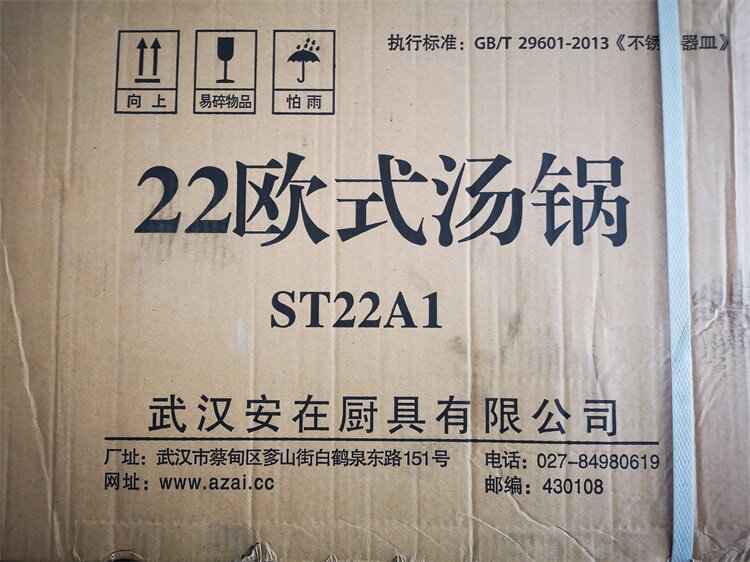 执行标准：GB/T 29601-2013《不锈 器皿》
向上 易碎物品 怕雨
22欧式汤锅
ST22A1
武汉安在厨具有限公司
厂址：武汉市蔡甸区奓山街白鹤泉东路151号 电话：027-84980619
网址：www.azai.cc 邮编：430108